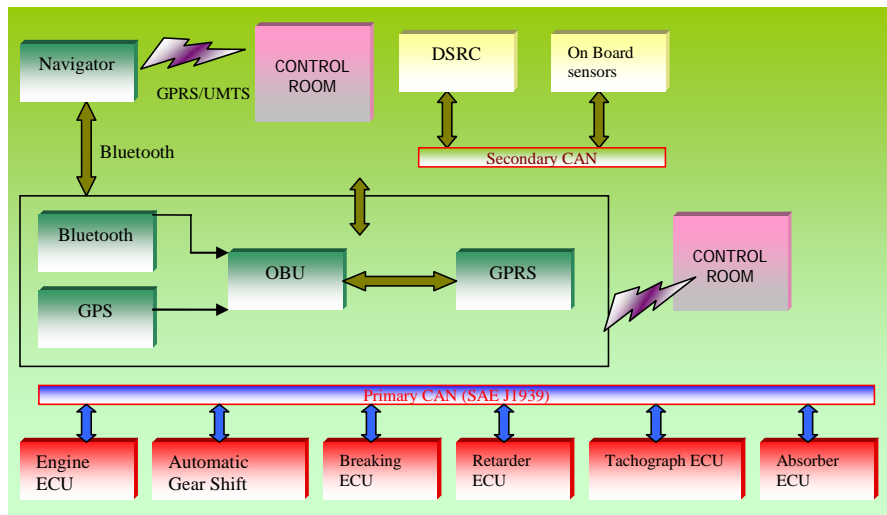 Navigator
GPRS/UMTS
CONTROL
ROOM
DSRC
On Board
sensors
Bluetooth
Secondary CAN
Bluetooth
OBU
GPRS
GPS
CONTROL
ROOM
Primary CAN (SAE J1939)
Engine
ECU
Automatic
Gear Shift
Breaking
ECU
Retarder
ECU
Tachograph ECU
Absorber
ECU